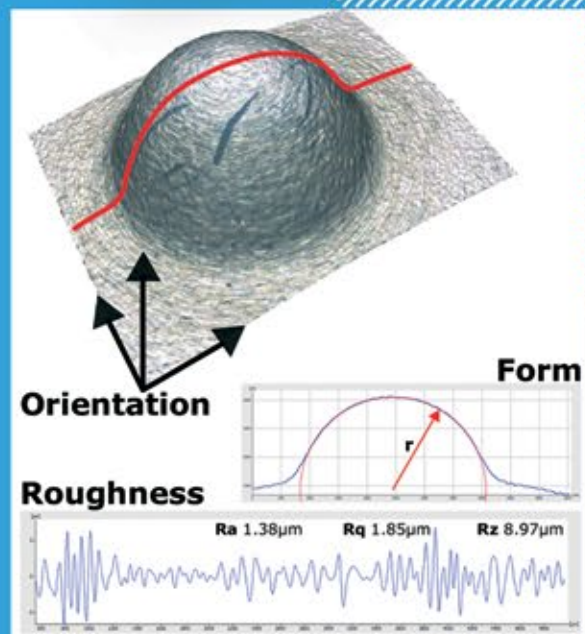 Orientation
Form
r
Roughness
Ra 1.38µm Rq 1.85µm Rz 8.97µm